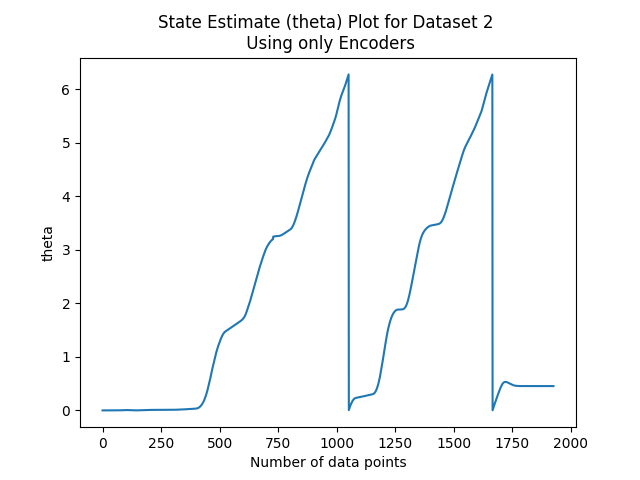 State Estimate (theta) Plot for Dataset 2
Using only Encoders
6
5
4
3
2
1
0
theta
0 250 500 750 1000 1250 1500 1750 2000
Number of data points